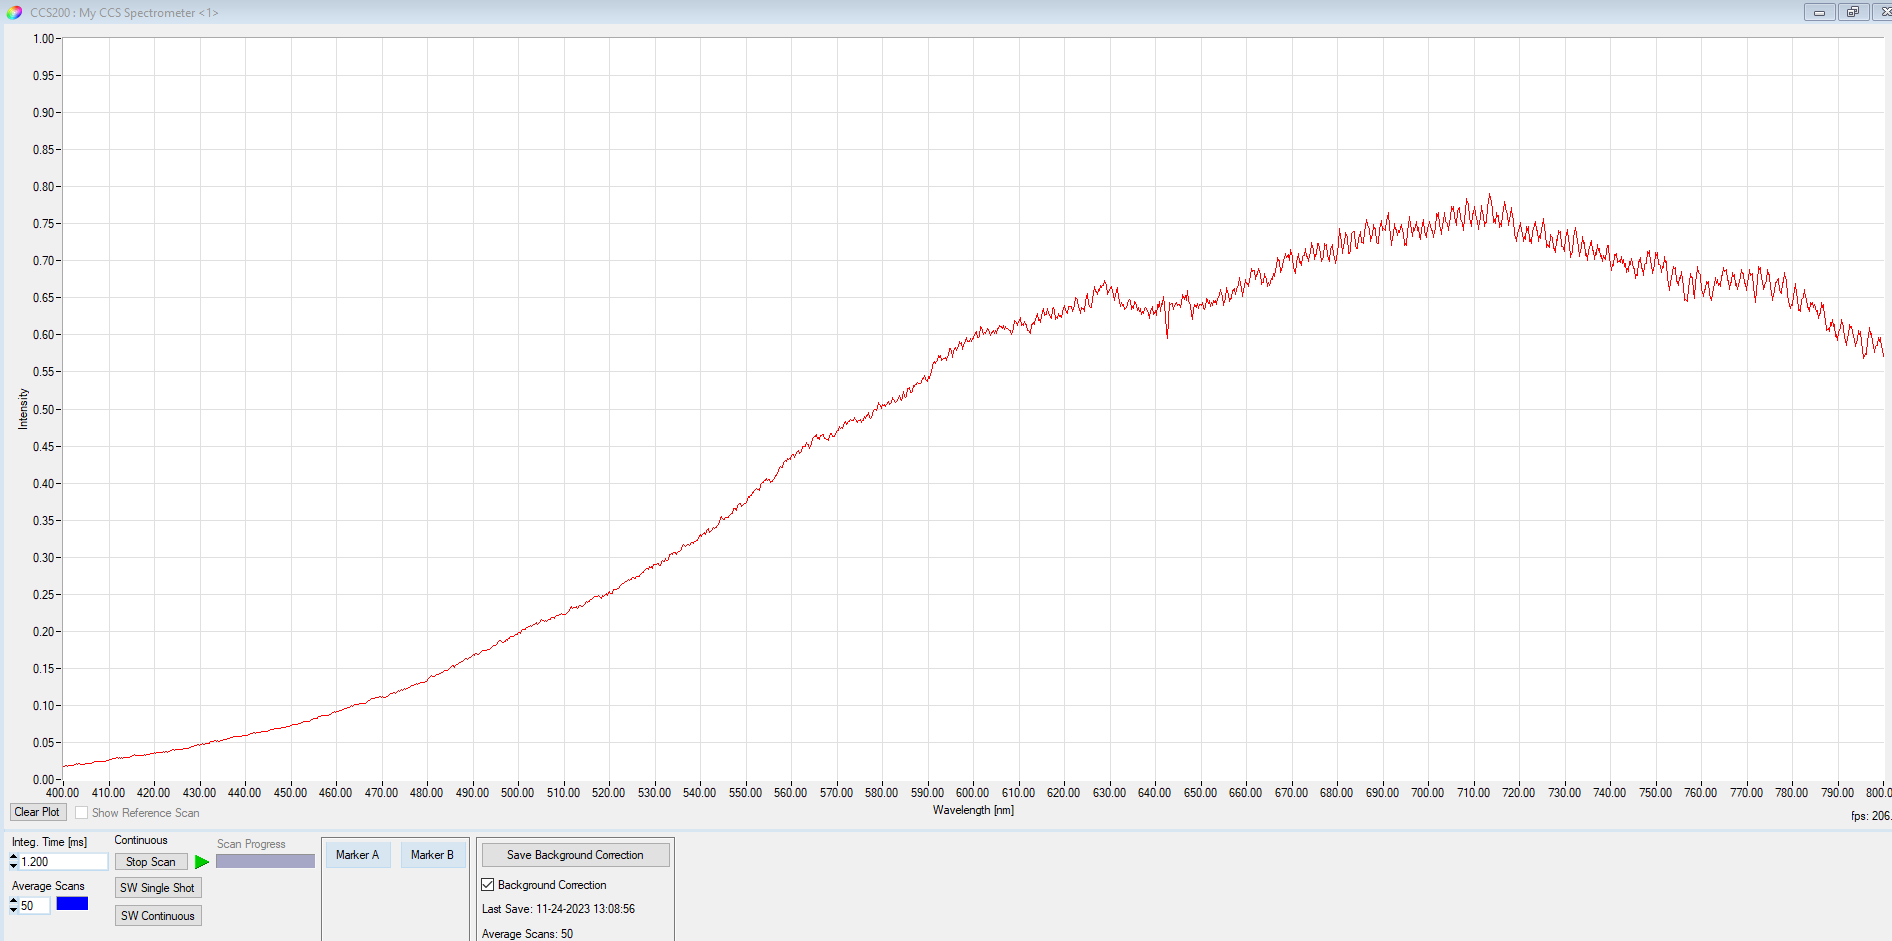 CCS200 : My CCS Spectrometer <1>
1.00
0.95
0.90
0.85
0.80
0.75
0.70
0.65
0.60
0.55
0.50
0.45
0.40
0.35
0.30
0.25
0.20
0.15
0.10
0.05
0.00
Intensity
400.00 410.00 420.00 430.00 440.00 450.00 460.00 470.00 480.00 490.00 500.00 510.00 520.00 530.00 540.00 550.00 560.00 570.00 580.00 590.00 600.00 610.00 620.00 630.00 640.00 650.00 660.00 670.00 680.00 690.00 700.00 710.00 720.00 730.00 740.00 750.00 760.00 770.00 780.00 790.00 800.
Wavelength [nm]
Clear Plot Show Reference Scan
fps: 206.
Integ. Time [ms] Continuous Scan Progress
1.200 Stop Scan
Average Scans SW Single Shot
50 SW Continuous
Marker A Marker B
Save Background Correction
Background Correction
Last Save: 11-24-2023 13:08:56
Average Scans: 50